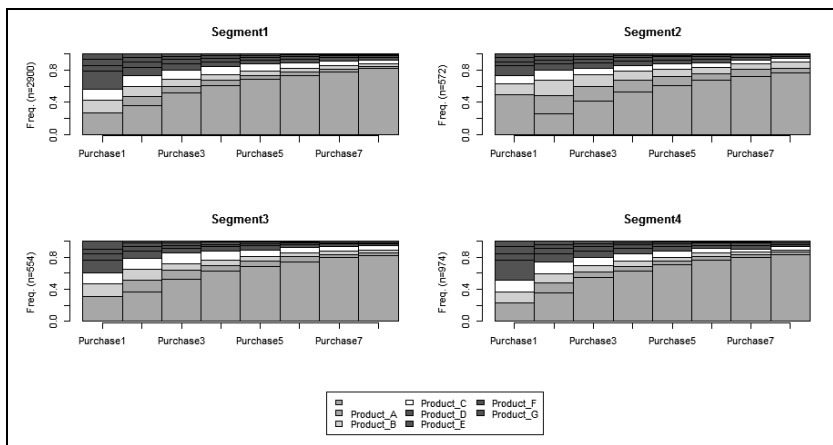 Segment1
Freq. (n=2900)
0.0 0.4 0.8
Purchase1 Purchase3 Purchase5 Purchase7
Segment2
Freq. (n=572)
0.0 0.4 0.8
Purchase1 Purchase3 Purchase5 Purchase7
Segment3
Freq. (n=554)
0.0 0.4 0.8
Purchase1 Purchase3 Purchase5 Purchase7
Segment4
Freq. (n=974)
0.0 0.4 0.8
Purchase1 Purchase3 Purchase5 Purchase7
Product_C Product_F
Product_A Product_D Product_G
Product_B Product_E